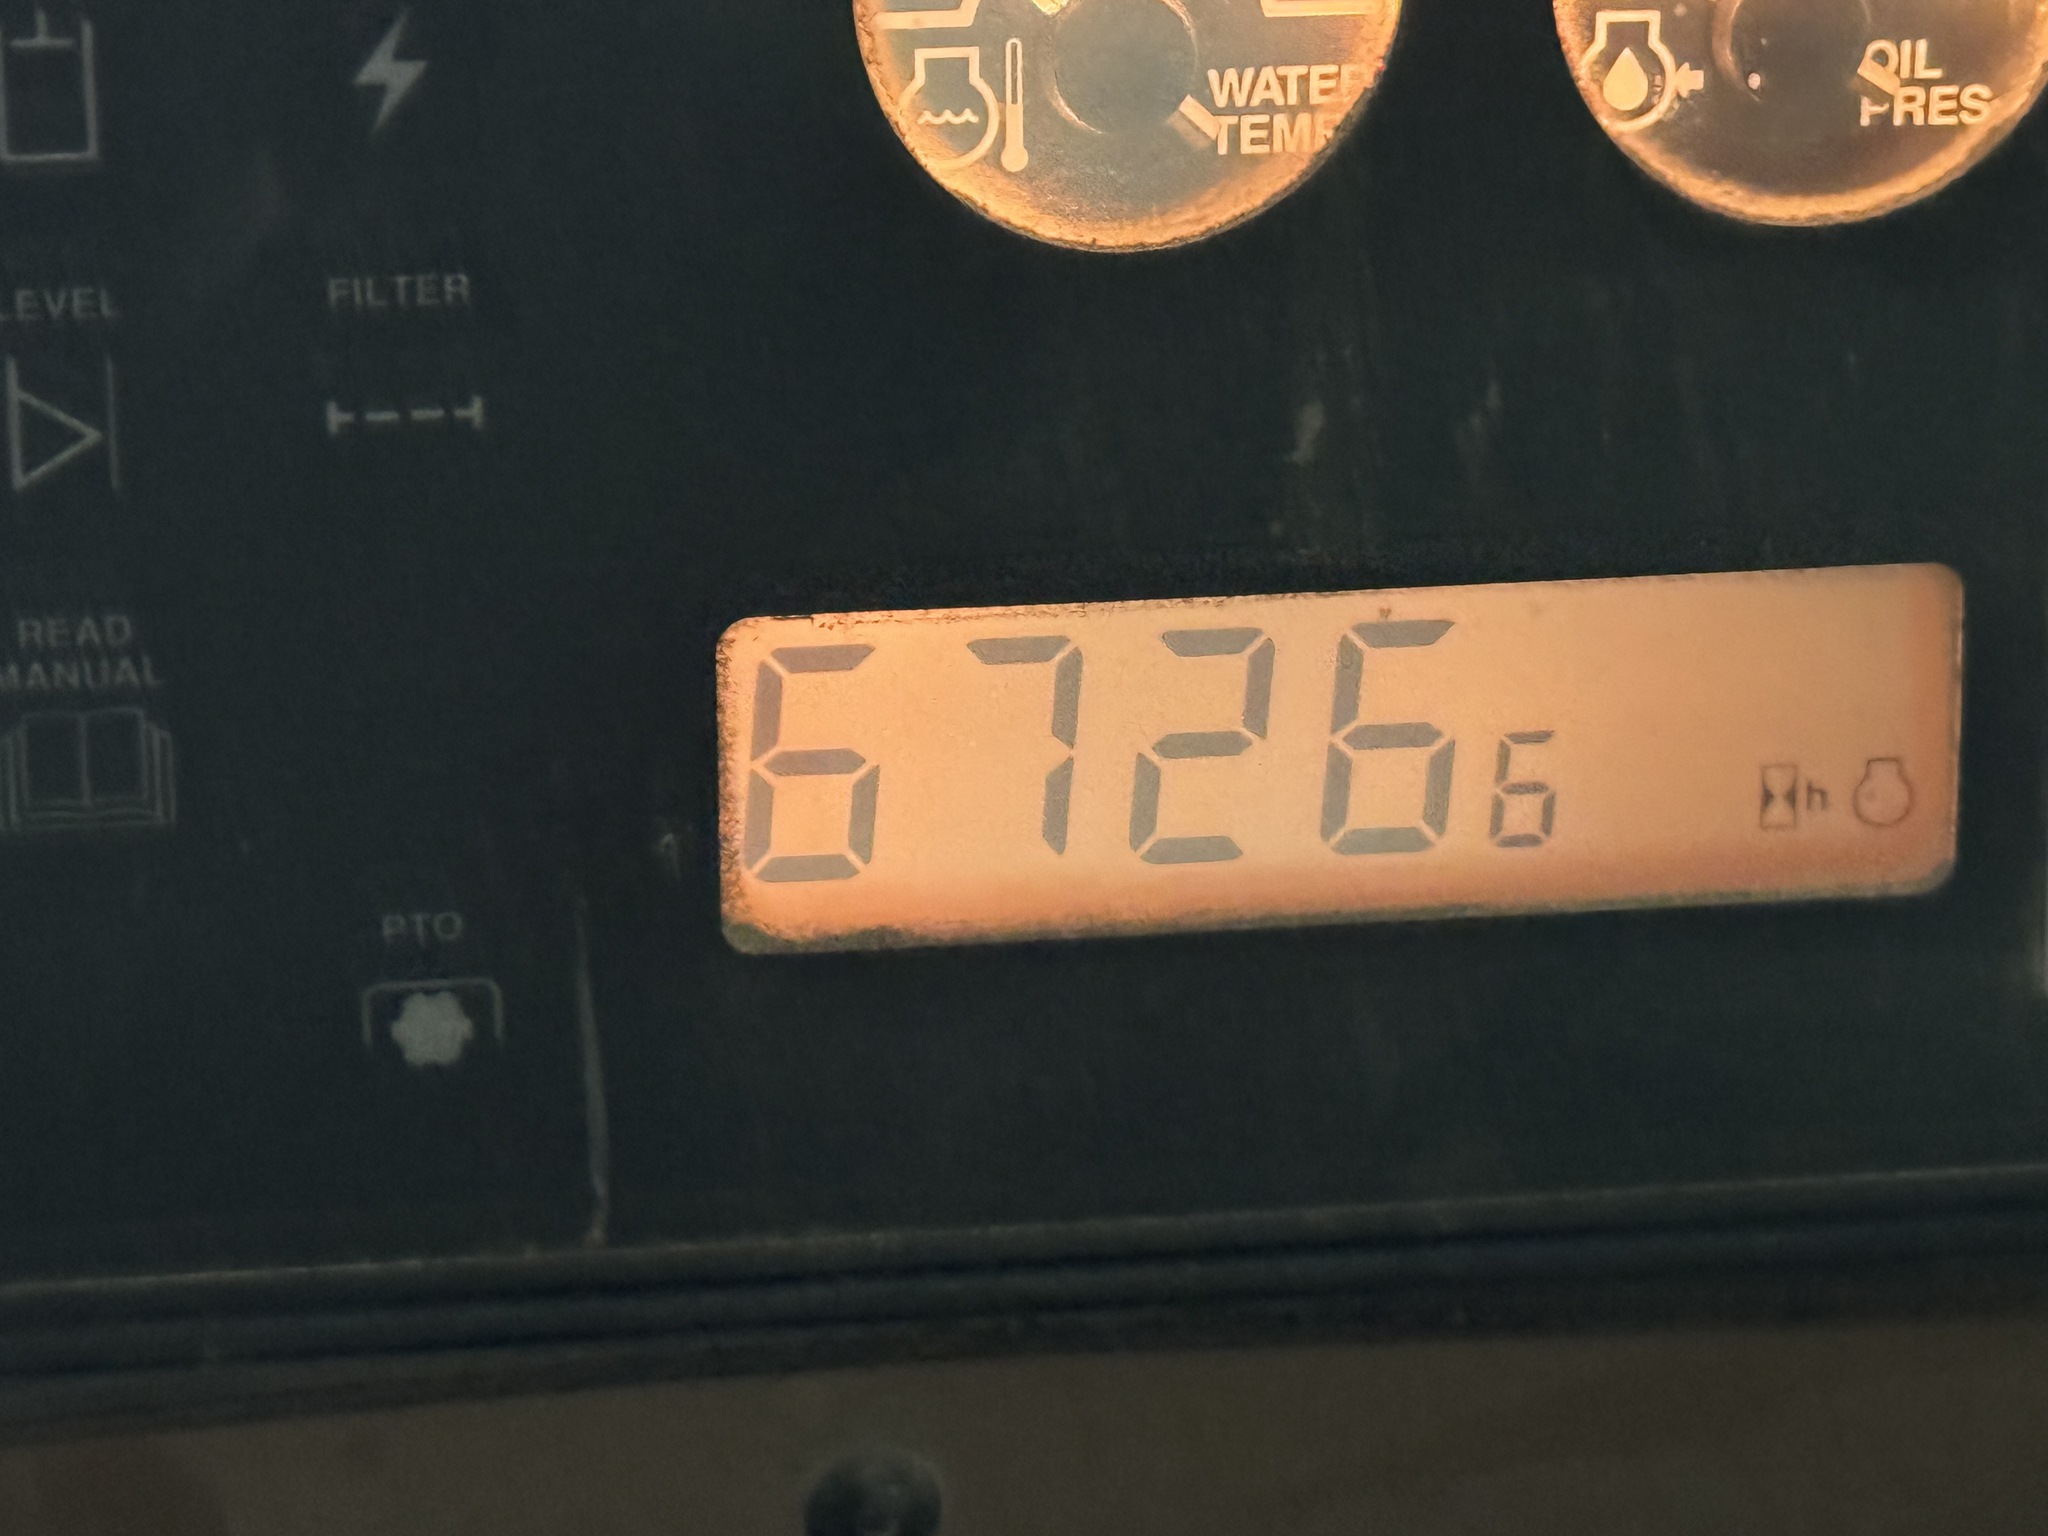 WATER
TEMP
OIL
PRES
LEVEL
FILTER
READ
MANUAL
67266
h
PTO